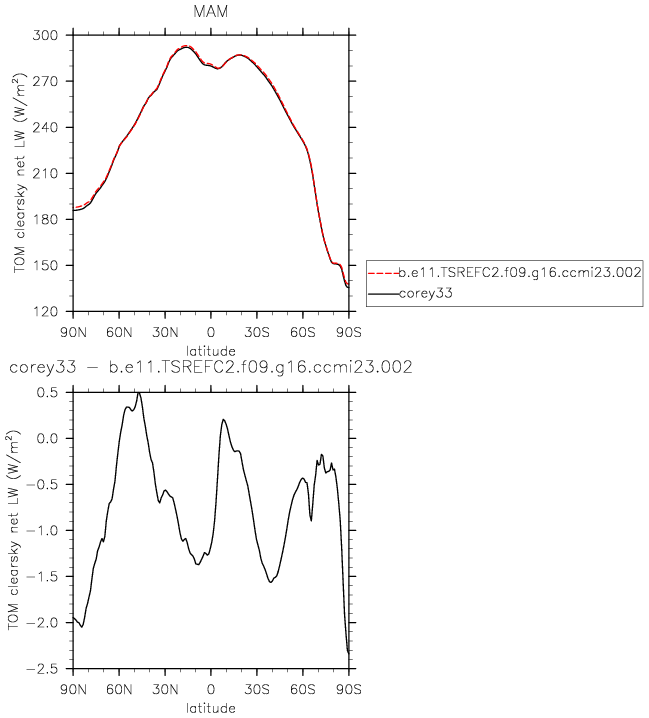 MAM
TOM clearsky net LW (W/m²)
300
270
240
210
180
150
120
90N 60N 30N 0 30S 60S 90S
latitude
b.e11.TSREFC2.f09.g16.ccmi23.002
corey33
corey33 − b.e11.TSREFC2.f09.g16.ccmi23.002
TOM clearsky net LW (W/m²)
0.5
0.0
−0.5
−1.0
−1.5
−2.0
−2.5
90N 60N 30N 0 30S 60S 90S
latitude